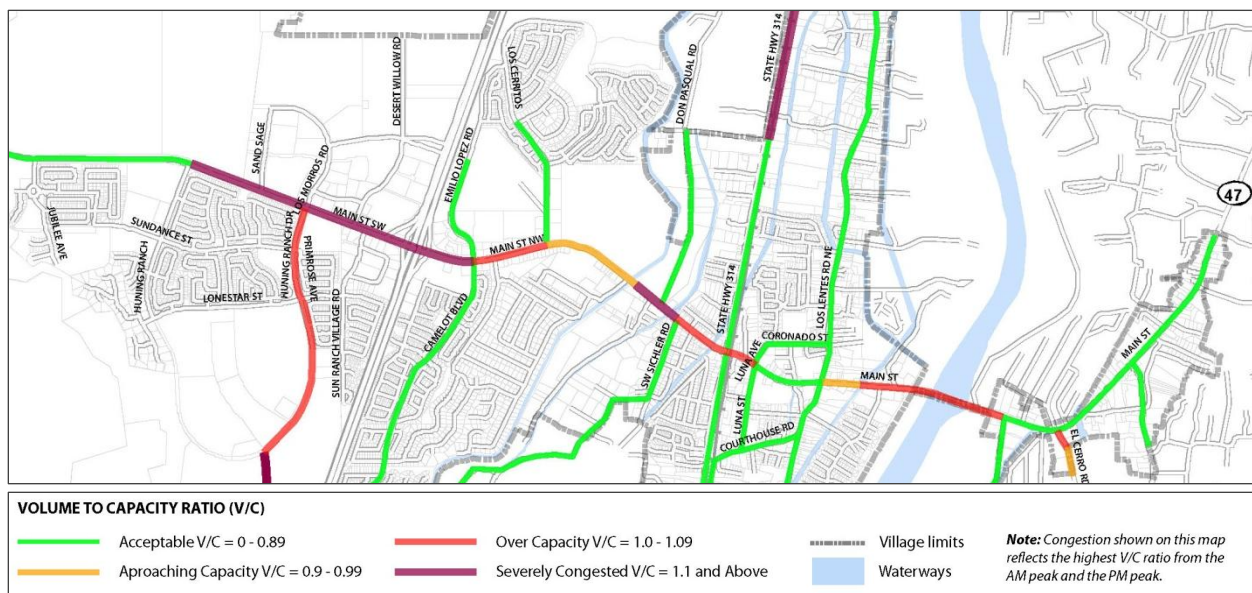 LOS CERRITOS
DESERT WILLOW RD
DON PASQUAL RD
STATE HWY 314
SAND SAGE
LOS MORROS RD
EMILIO LOPEZ RD
47
JUBILEE AVE
SUNDANCE ST
MAIN ST SW
MAIN ST NW
HUNING RANCH
HUNING RANCH DR
PRIMROSE AVE
LONESTAR ST
SUN RANCH VILLAGE RD
CAMELOT BLVD
STATE HWY 314
LOS LENTES RD NE
SW SICHLER RD
LUNA AVE
CORONADO ST
MAIN ST
MAIN ST
LUNA ST
COURTHOUSE RD
EL CERRO RD
VOLUME TO CAPACITY RATIO (V/C)
Acceptable V/C = 0 - 0.89
Aproaching Capacity V/C = 0.9 - 0.99
Over Capacity V/C = 1.0 - 1.09
Severely Congested V/C = 1.1 and Above
Village limits
Waterways
Note: Congestion shown on this map
reflects the highest V/C ratio from the
AM peak and the PM peak.